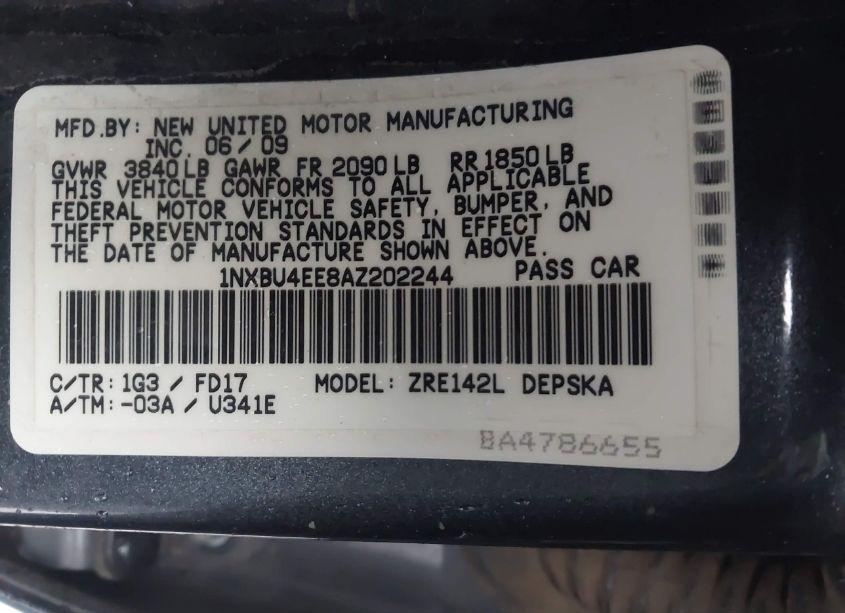 MFD.BY: NEW UNITED MOTOR MANUFACTURING
INC. 06 / 09
GVWR 3840 LB GAWR FR 2090 LB RR 1850 LB
THIS VEHICLE CONFORMS TO ALL APPLICABLE
FEDERAL MOTOR VEHICLE SAFETY, BUMPER, AND
THEFT PREVENTION STANDARDS IN EFFECT ON
THE DATE OF MANUFACTURE SHOWN ABOVE.
1NXBU4EE8AZ202244 PASS CAR
C/TR: 1G3 / FD17 MODEL: ZRE142L DEPSKA
A/TM: -03A / U341E
BA4786655